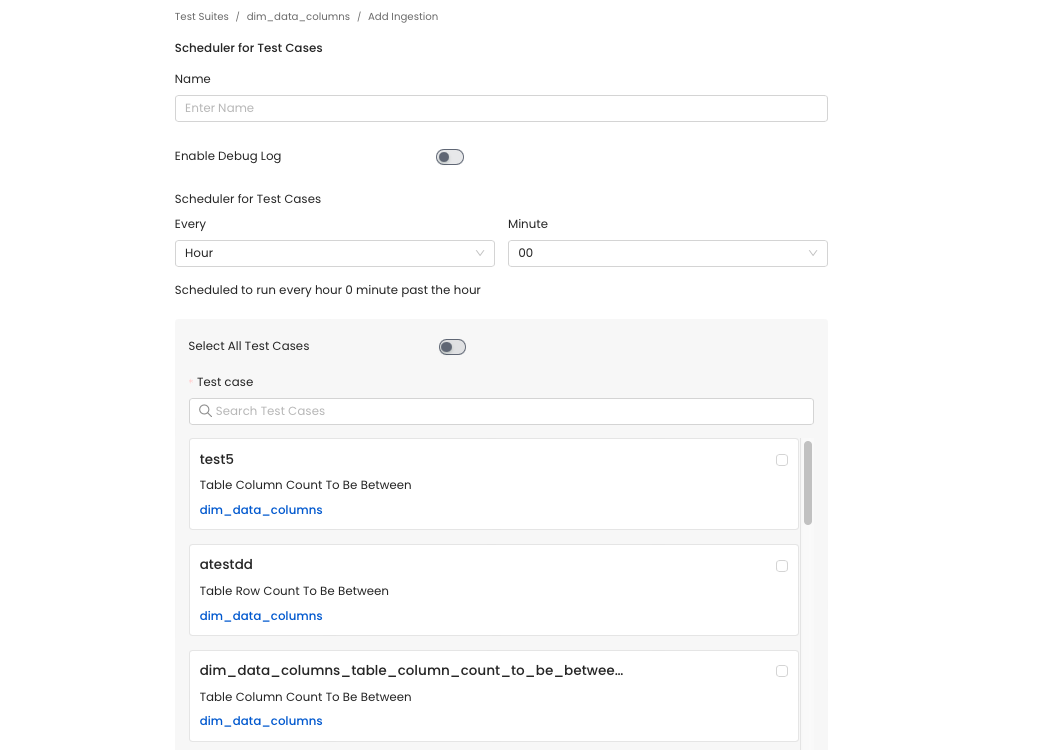 Test Suites / dim_data_columns / Add Ingestion
Scheduler for Test Cases
Name
Enter Name
Enable Debug Log
Scheduler for Test Cases
Every Minute
Hour 00
Scheduled to run every hour 0 minute past the hour
Select All Test Cases
* Test case
Search Test Cases
test5
Table Column Count To Be Between
dim_data_columns
atestdd
Table Row Count To Be Between
dim_data_columns
dim_data_columns_table_column_count_to_be_betwee...
Table Column Count To Be Between
dim_data_columns